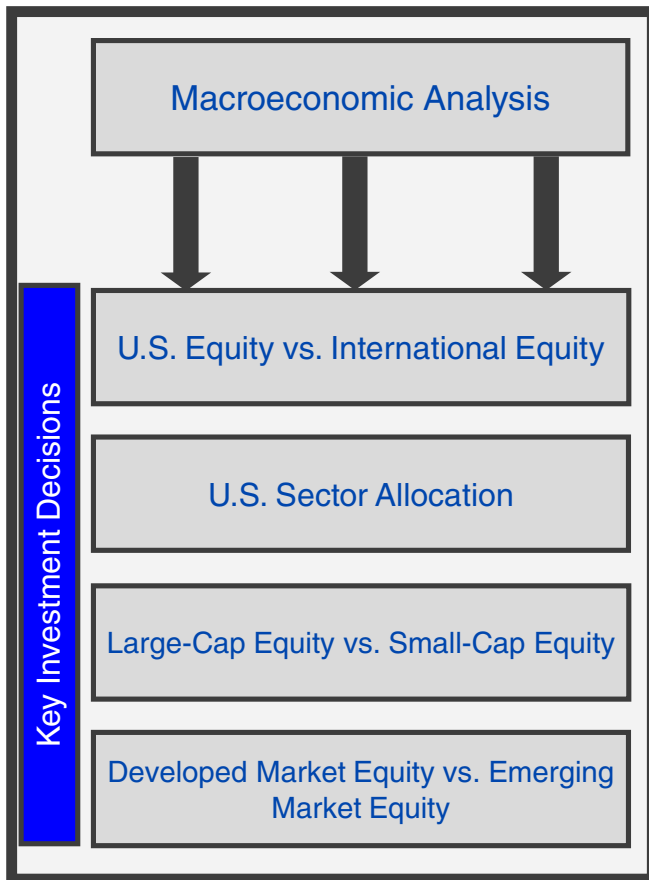 Macroeconomic Analysis
Key Investment Decisions
U.S. Equity vs. International Equity
U.S. Sector Allocation
Large-Cap Equity vs. Small-Cap Equity
Developed Market Equity vs. Emerging
Market Equity